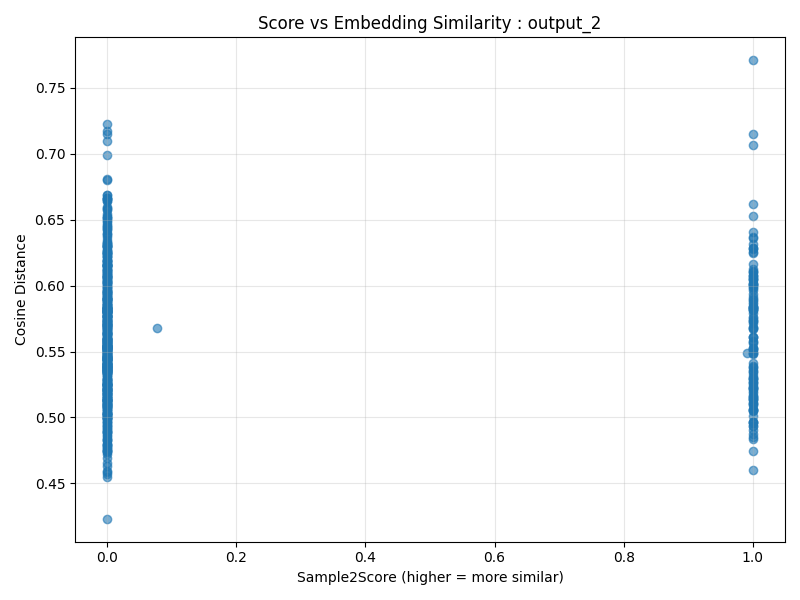 Score vs Embedding Similarity : output_2
Cosine Distance
0.75
0.70
0.65
0.60
0.55
0.50
0.45
0.0 0.2 0.4 0.6 0.8 1.0
Sample2Score (higher = more similar)